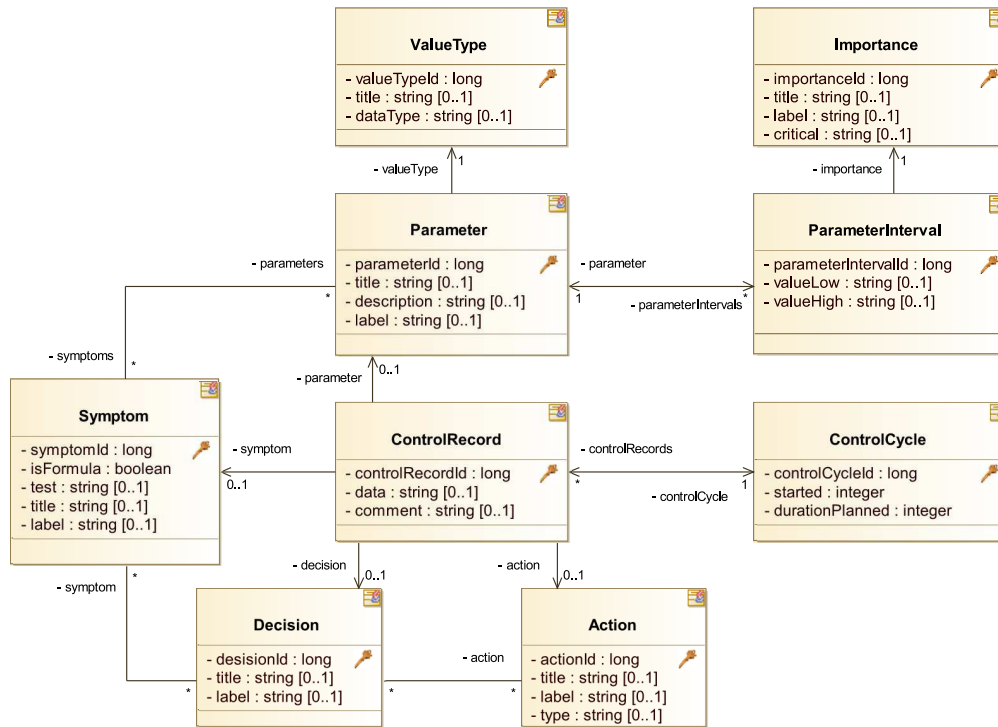 ValueType
- valueTypeId : long
- title : string [0..1]
- dataType : string [0..1]
Importance
- importanceId : long
- title : string [0..1]
- label : string [0..1]
- critical : string [0..1]
- valueType
1
- importance
1
Parameter
- parameterId : long
- title : string [0..1]
- description : string [0..1]
- label : string [0..1]
ParameterInterval
- parameterIntervalId : long
- valueLow : string [0..1]
- valueHigh : string [0..1]
- parameters
*
- parameter
1
- parameterIntervals
*
- symptoms
*
- parameter
0..1
Symptom
- symptomId : long
- isFormula : boolean
- test : string [0..1]
- title : string [0..1]
- label : string [0..1]
- symptom
0..1
ControlRecord
- controlRecordId : long
- data : string [0..1]
- comment : string [0..1]
- controlRecords
*
- controlCycle
1
ControlCycle
- controlCycleId : long
- started : integer
- durationPlanned : integer
- symptom
*
- decision
0..1
- action
0..1
Decision
- desisionId : long
- title : string [0..1]
- label : string [0..1]
*
*
- action
*
Action
- actionId : long
- title : string [0..1]
- label : string [0..1]
- type : string [0..1]